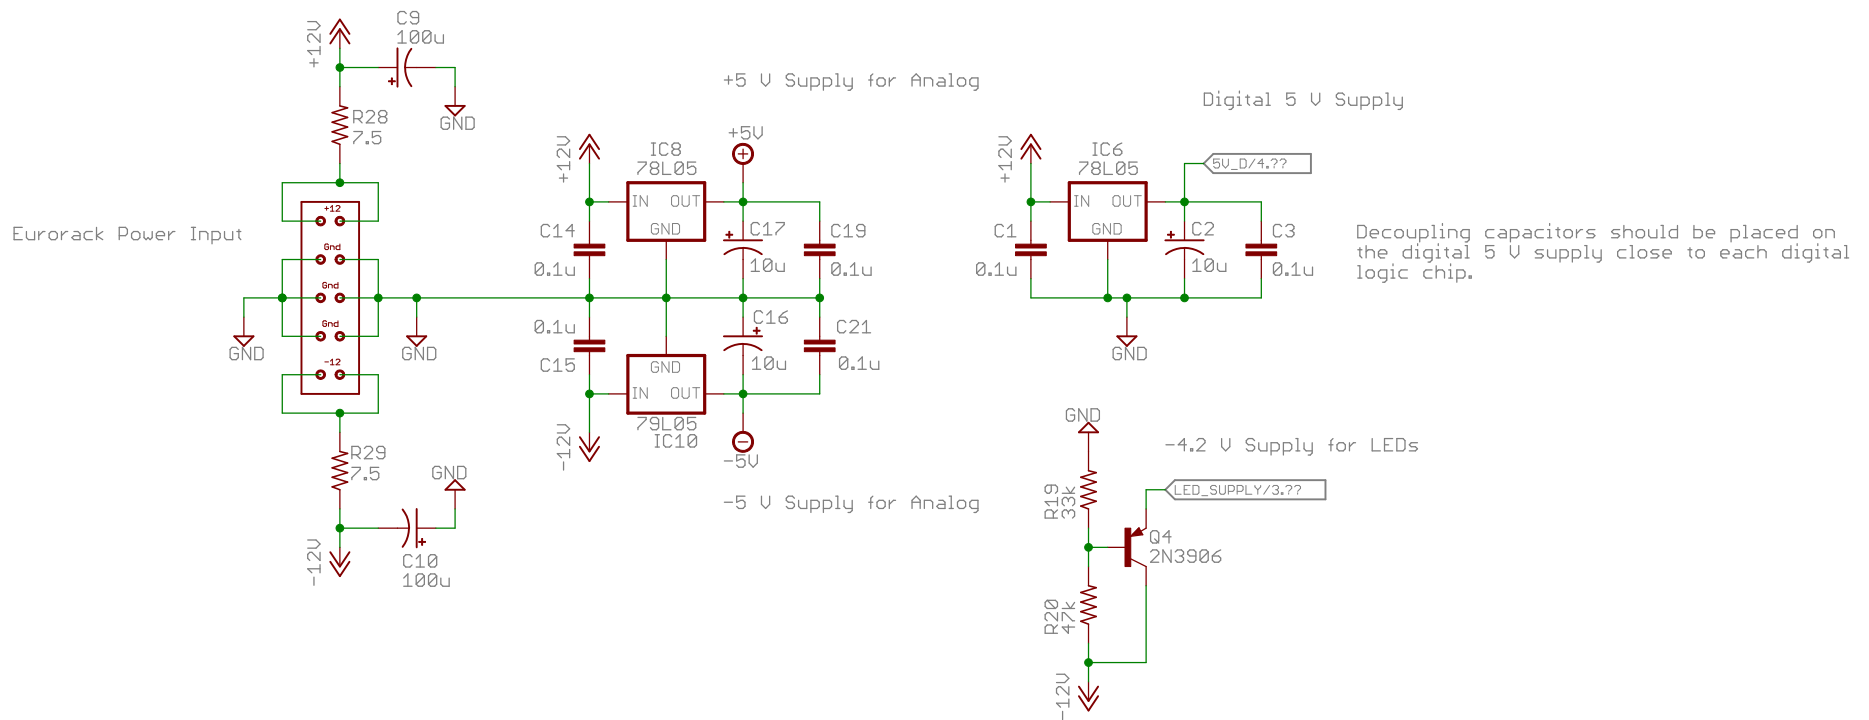 +12V
C9
100u
GND
R28
7.5
Eurorack Power Input
+12
Gnd
Gnd
Gnd
-12
GND
GND
R29
7.5
GND
-12V
C10
100u
+5 V Supply for Analog
+12V
IC8
78L05
+5V
IN
OUT
GND
C14
0.1u
C17
10u
C19
0.1u
0.1u
C15
GND
IN
OUT
79L05
IC10
C16
10u
C21
0.1u
-12V
-5V
-5 V Supply for Analog
Digital 5 V Supply
+12V
IC6
78L05
5V_D/4.??
IN
OUT
GND
C1
0.1u
C2
10u
C3
0.1u
GND
Decoupling capacitors should be placed on
the digital 5 V supply close to each digital
logic chip.
GND
-4.2 V Supply for LEDs
R19
33k
LED_SUPPLY/3.??
Q4
2N3906
R20
47k
-12V